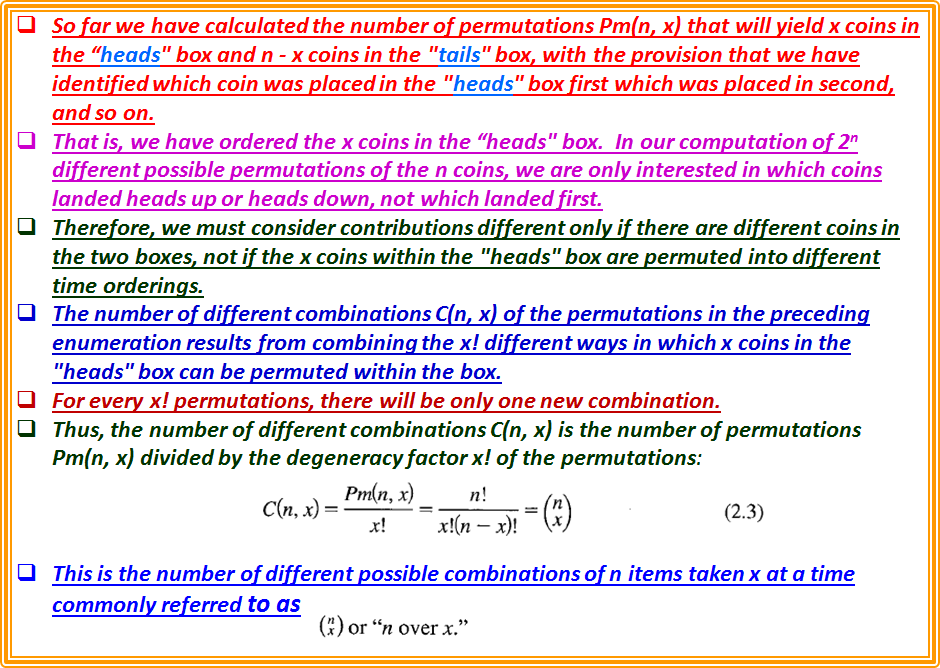 ❑ So far we have calculated the number of permutations Pm(n, x) that will yield x coins in
the “heads" box and n - x coins in the "tails" box, with the provision that we have
identified which coin was placed in the "heads" box first which was placed in second,
and so on.
❑ That is, we have ordered the x coins in the “heads" box. In our computation of 2ⁿ
different possible permutations of the n coins, we are only interested in which coins
landed heads up or heads down, not which landed first.
❑ Therefore, we must consider contributions different only if there are different coins in
the two boxes, not if the x coins within the "heads" box are permuted into different
time orderings.
❑ The number of different combinations C(n, x) of the permutations in the preceding
enumeration results from combining the x! different ways in which x coins in the
"heads" box can be permuted within the box.
❑ For every x! permutations, there will be only one new combination.
❑ Thus, the number of different combinations C(n, x) is the number of permutations
Pm(n, x) divided by the degeneracy factor x! of the permutations:
C(n, x) = Pm(n, x) / x! = n! / x!(n − x)! = (n x) (2.3)
❑ This is the number of different possible combinations of n items taken x at a time
commonly referred to as
(n x) or “n over x.”